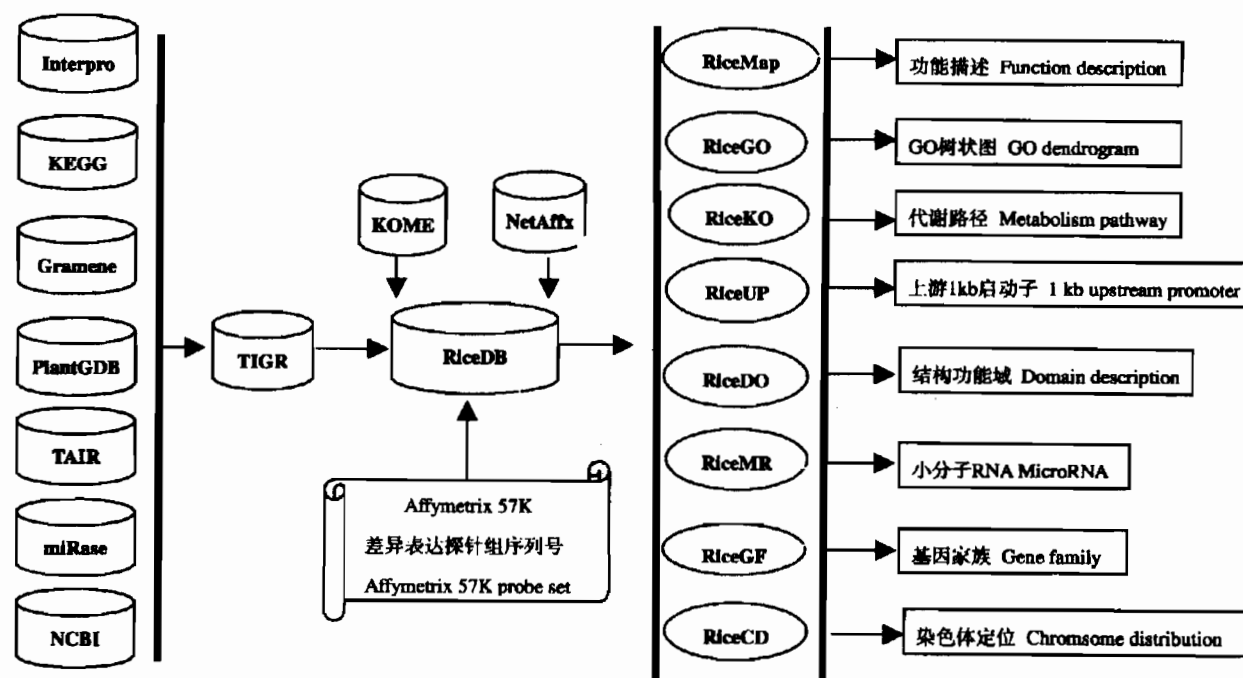 Interpro
KEGG
Gramene
PlantGDB
TAIR
miRase
NCBI
TIGR
KOME
NetAffx
RiceDB
Affymetrix 57K
差异表达探针组序列号
Affymetrix 57K probe set
RiceMap
RiceGO
RiceKO
RiceUP
RiceDO
RiceMR
RiceGF
RiceCD
功能描述 Function description
GO树状图 GO dendrogram
代谢路径 Metabolism pathway
上游1kb启动子 1 kb upstream promoter
结构功能域 Domain description
小分子RNA MicroRNA
基因家族 Gene family
染色体定位 Chromsome distribution